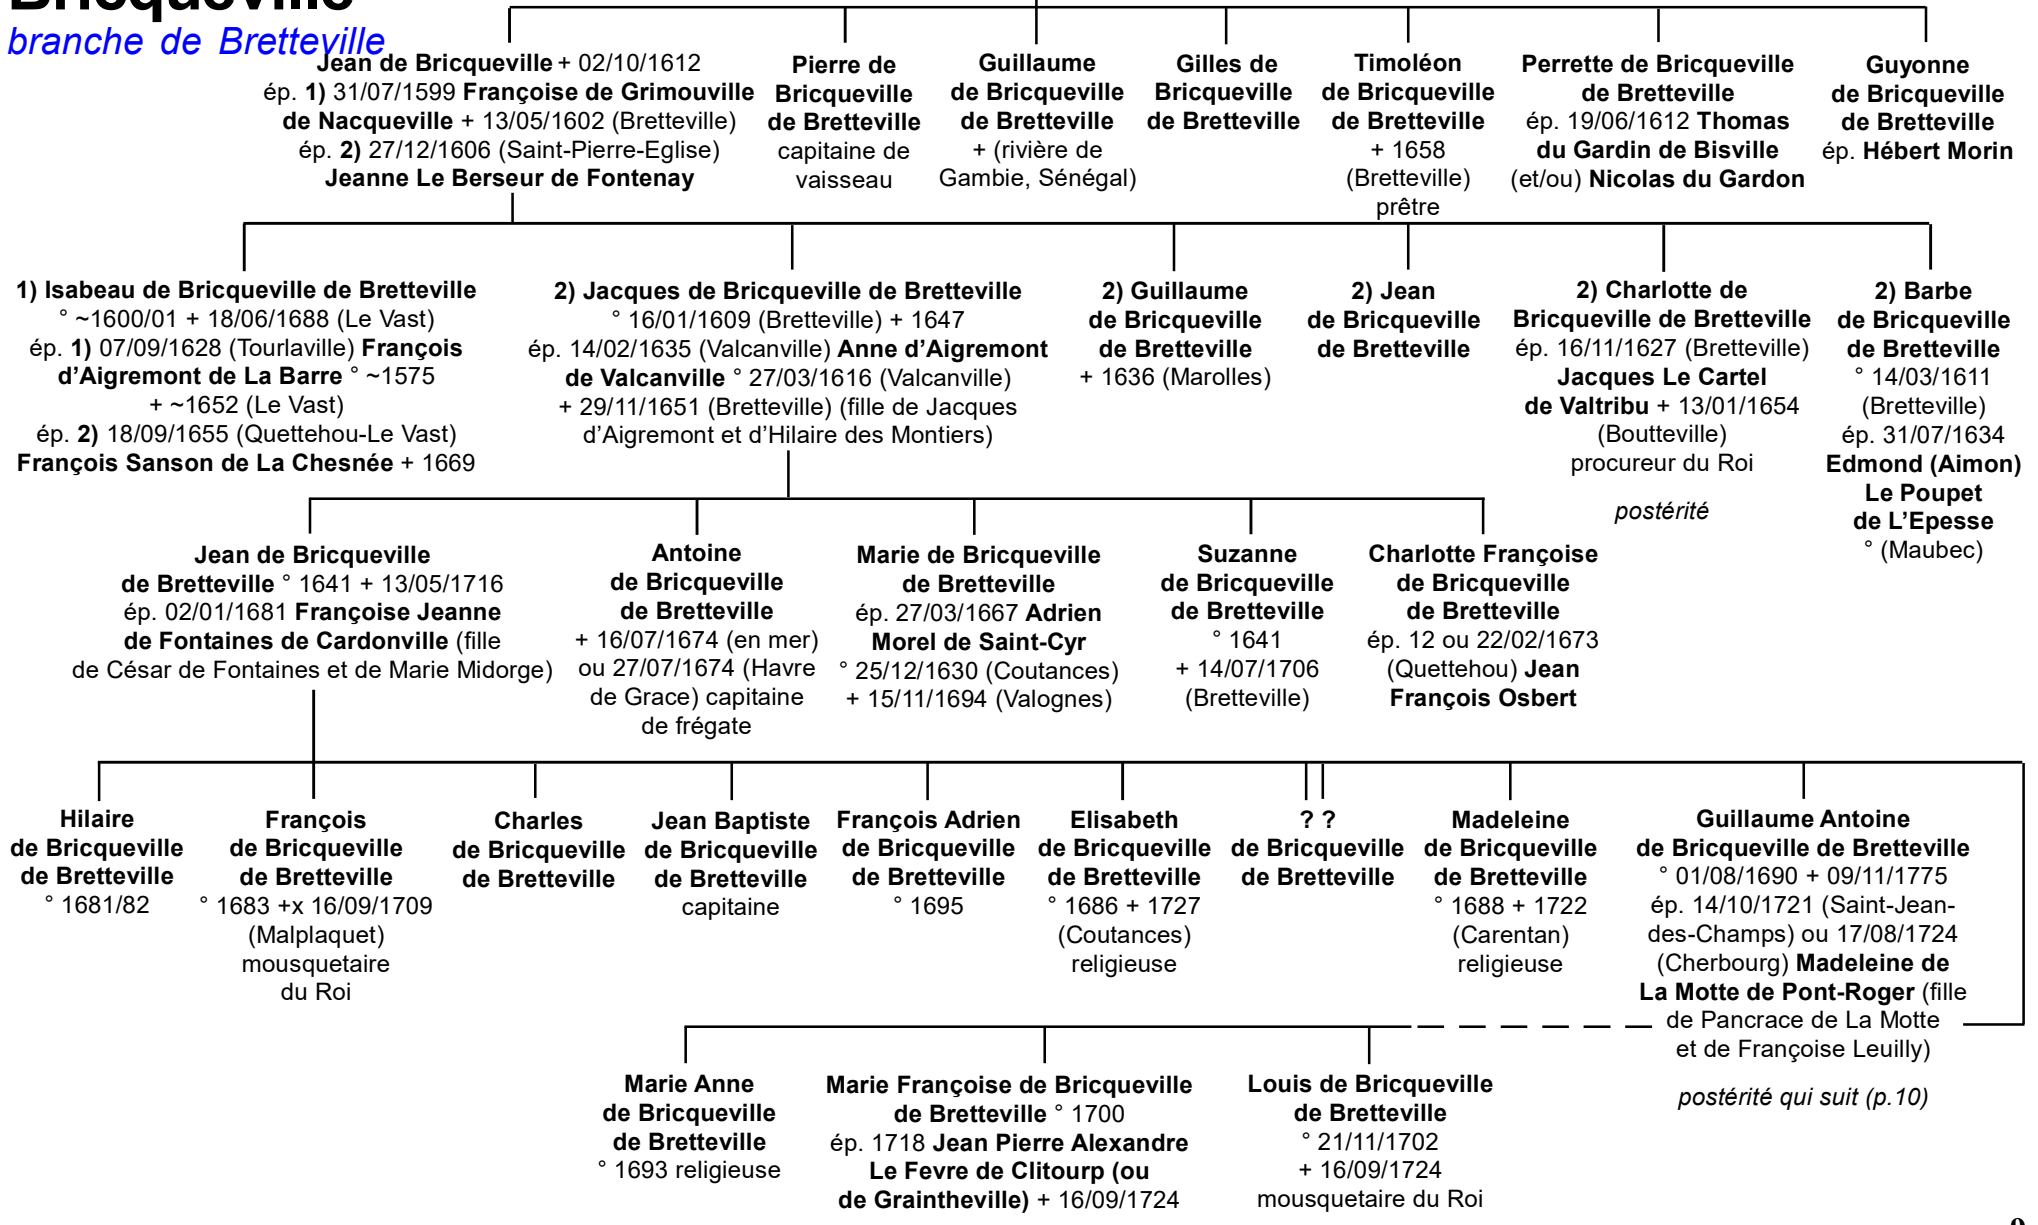 Bricqueville
branche de Bretteville
Jean de Bricqueville + 02/10/1612
ép. 1) 31/07/1599 Françoise de Grimouville
de Nacqueville + 13/05/1602 (Bretteville)
ép. 2) 27/12/1606 (Saint-Pierre-Eglise)
Jeanne Le Berseur de Fontenay
Pierre de
Bricqueville
de Bretteville
capitaine de
vaisseau
Guillaume
de Bricqueville
de Bretteville
+ (rivière de
Gambie, Sénégal)
Gilles de
Bricqueville
de Bretteville
Timoléon
de Bricqueville
de Bretteville
+ 1658
(Bretteville)
prêtre
Perrette de Bricqueville
de Bretteville
ép. 19/06/1612 Thomas
du Gardin de Bisville
(et/ou) Nicolas du Gardon
Guyonne
de Bricqueville
de Bretteville
ép. Hébert Morin
1) Isabeau de Bricqueville de Bretteville
° ~1600/01 + 18/06/1688 (Le Vast)
ép. 1) 07/09/1628 (Tourlaville) François
d'Aigremont de La Barre ° ~1575
+ ~1652 (Le Vast)
ép. 2) 18/09/1655 (Quettehou-Le Vast)
François Sanson de La Chesnée + 1669
2) Jacques de Bricqueville de Bretteville
° 16/01/1609 (Bretteville) + 1647
ép. 14/02/1635 (Valcanville) Anne d'Aigremont
de Valcanville ° 27/03/1616 (Valcanville)
+ 29/11/1651 (Bretteville) (fille de Jacques
d'Aigremont et d'Hilaire des Montiers)
2) Guillaume
de Bricqueville
de Bretteville
+ 1636 (Marolles)
2) Jean
de Bricqueville
de Bretteville
2) Charlotte de
Bricqueville de Bretteville
ép. 16/11/1627 (Bretteville)
Jacques Le Cartel
de Valtribu + 13/01/1654
(Boutteville)
procureur du Roi
postérité
2) Barbe
de Bricqueville
de Bretteville
° 14/03/1611
(Bretteville)
ép. 31/07/1634
Edmond (Aimon)
Le Poupet
de L'Epesse
° (Maubec)
Jean de Bricqueville
de Bretteville ° 1641 + 13/05/1716
ép. 02/01/1681 Françoise Jeanne
de Fontaines de Cardonville (fille
de César de Fontaines et de Marie Midorge)
Antoine
de Bricqueville
de Bretteville
+ 16/07/1674 (en mer)
ou 27/07/1674 (Havre
de Grace) capitaine
de frégate
Marie de Bricqueville
de Bretteville
ép. 27/03/1667 Adrien
Morel de Saint-Cyr
° 25/12/1630 (Coutances)
+ 15/11/1694 (Valognes)
Suzanne
de Bricqueville
de Bretteville
° 1641
+ 14/07/1706
(Bretteville)
Charlotte Françoise
de Bricqueville
de Bretteville
ép. 12 ou 22/02/1673
(Quettehou) Jean
François Osbert
Hilaire
de Bricqueville
de Bretteville
° 1681/82
François
de Bricqueville
de Bretteville
° 1683 +x 16/09/1709
(Malplaquet)
mousquetaire
du Roi
Charles
de Bricqueville
de Bretteville
Jean Baptiste
de Bricqueville
de Bretteville
capitaine
François Adrien
de Bricqueville
de Bretteville
° 1695
Elisabeth
de Bricqueville
de Bretteville
° 1686 + 1727
(Coutances)
religieuse
? ?
de Bricqueville
de Bretteville
Madeleine
de Bricqueville
de Bretteville
° 1688 + 1722
(Carentan)
religieuse
Guillaume Antoine
de Bricqueville de Bretteville
° 01/08/1690 + 09/11/1775
ép. 14/10/1721 (Saint-Jean-
des-Champs) ou 17/08/1724
(Cherbourg) Madeleine de
La Motte de Pont-Roger (fille
de Pancrace de La Motte
et de Françoise Leuilly)
postérité qui suit (p.10)
Marie Anne
de Bricqueville
de Bretteville
° 1693 religieuse
Marie Françoise de Bricqueville
de Bretteville ° 1700
ép. 1718 Jean Pierre Alexandre
Le Fevre de Clitourp (ou
de Graintheville) + 16/09/1724
Louis de Bricqueville
de Bretteville
° 21/11/1702
+ 16/09/1724
mousquetaire du Roi